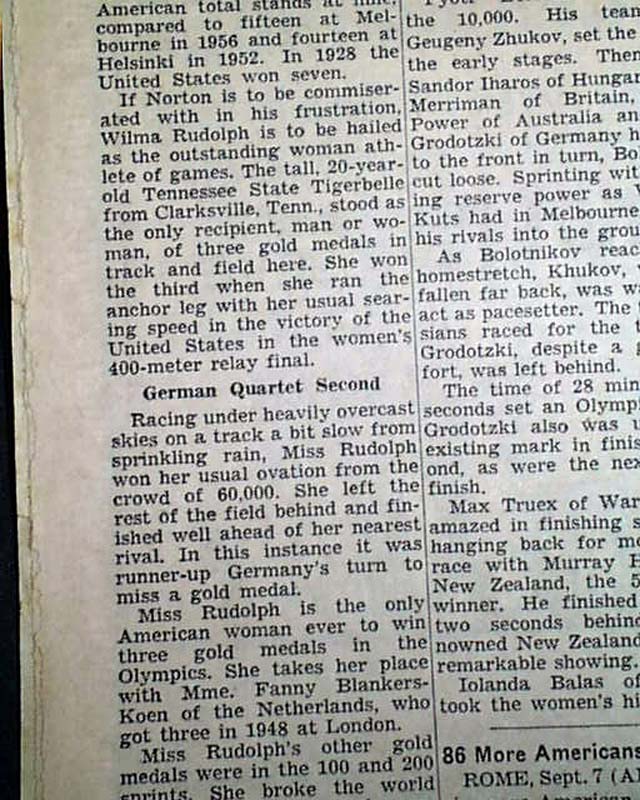 American total stands at nine,
compared to fifteen at Mel-
bourne in 1956 and fourteen at
Helsinki in 1952. In 1928 the
United States won seven.
If Norton is to be commiser-
ated with in his frustration,
Wilma Rudolph is to be hailed
as the outstanding woman ath-
lete of games. The tall, 20-year-
old Tennessee State Tigerbelle
from Clarksville, Tenn., stood as
the only recipient, man or wo-
man, of three gold medals in
track and field here. She won
the third when she ran the
anchor leg with her usual sear-
ing speed in the victory of the
United States in the women's
400-meter relay final.
German Quartet Second
Racing under heavily overcast
skies on a track a bit slow from
sprinkling rain, Miss Rudolph
won her usual ovation from the
crowd of 60,000. She left the
rest of the field behind and fin-
ished well ahead of her nearest
rival. In this instance it was
runner-up Germany's turn to
miss a gold medal.
Miss Rudolph is the only
American woman ever to win
three gold medals in the
Olympics. She takes her place
with Mme. Fanny Blankers-
Koen of the Netherlands, who
got three in 1948 at London.
Miss Rudolph's other gold
medals were in the 100 and 200
sprints. She broke the world
the 10,000. His tea
Geugeny Zhukov, set the
the early stages. The
Sandor Iharos of Hungar
Merriman of Britain,
Power of Australia an
Grodotzki of Germany h
to the front in turn, Bo
cut loose. Sprinting wit
ing reserve power as
Kuts had in Melbourne
his rivals into the grou
As Bolotnikov reac
homestretch, Khukov,
fallen far back, was w
act as pacesetter. The
sians raced for the
Grodotzki, despite a g
fort, was left behind.
The time of 28 min
seconds set an Olymp
Grodotzki also was u
existing mark in finis
ond, as were the nex
finish.
Max Truex of War
amazed in finishing s
hanging back for mo
race with Murray H
New Zealand, the 5
winner. He finished
two seconds behin
nowned New Zealand
remarkable showing.
Iolanda Balas of
took the women's hi
86 More Americans
ROME, Sept. 7 (A